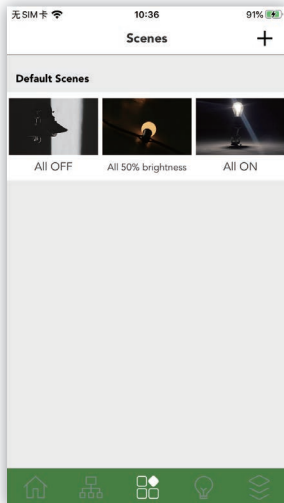 无SIM卡 10:36 91%
Scenes
Default Scenes
All OFF All 50% brightness All ON